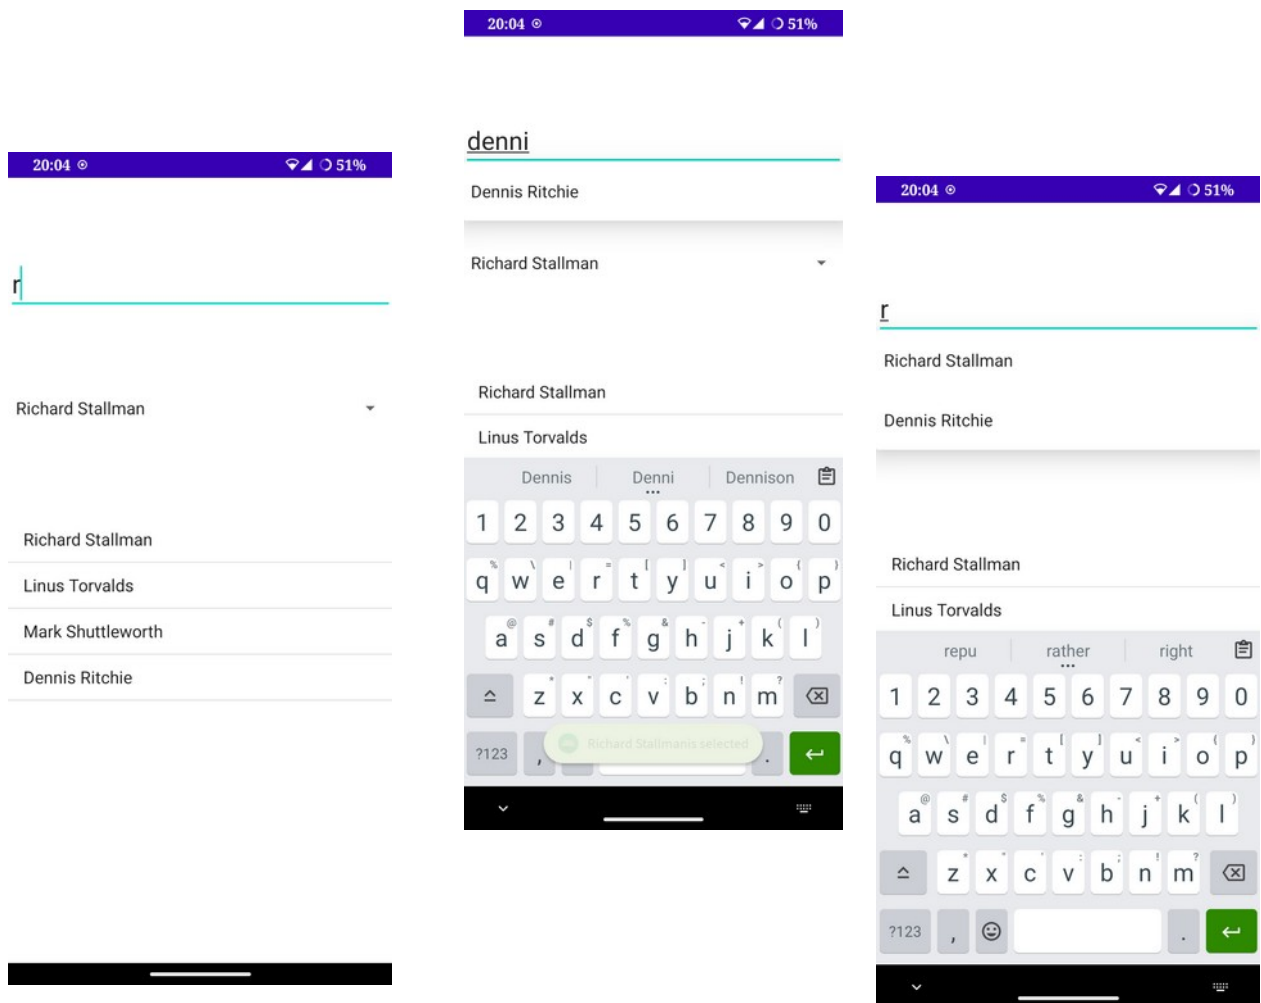 20:04 51%
r
Richard Stallman
Richard Stallman
Linus Torvalds
Mark Shuttleworth
Dennis Ritchie
20:04 51%
denni
Dennis Ritchie
Richard Stallman
Richard Stallman
Linus Torvalds
Dennis Denni Dennison
1 2 3 4 5 6 7 8 9 0
% \ | = [ ] < > { }
q w e r t y u i o p
@ # $ % & - + ( )
a s d f g h j k l
* " ' : ; ! ?
z x c v b n m
Richard Stallmanis selected
?123 , .
20:04 51%
r
Richard Stallman
Dennis Ritchie
Richard Stallman
Linus Torvalds
repu rather right
1 2 3 4 5 6 7 8 9 0
% \ | = [ ] < > { }
q w e r t y u i o p
@ # $ % & - + ( )
a s d f g h j k l
* " ' : ; ! ?
z x c v b n m
?123 , .